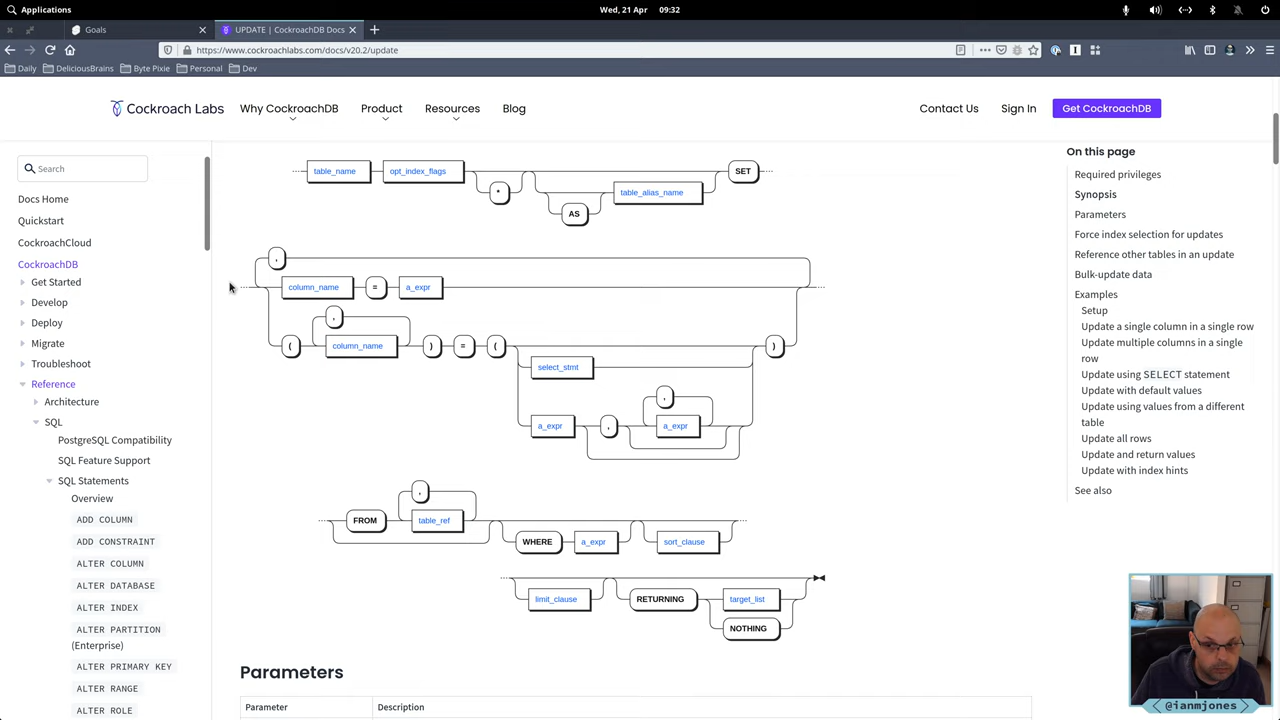 Applications
Wed, 21 Apr 09:32
Goals
UPDATE | CockroachDB Docs
https://www.cockroachlabs.com/docs/v20.2/update
Daily
DeliciousBrains
Byte Pixie
Personal
Dev
Cockroach Labs
Why CockroachDB
Product
Resources
Blog
Contact Us
Sign In
Get CockroachDB
Search
Docs Home
Quickstart
CockroachCloud
CockroachDB
Get Started
Develop
Deploy
Migrate
Troubleshoot
Reference
Architecture
SQL
PostgreSQL Compatibility
SQL Feature Support
SQL Statements
Overview
ADD COLUMN
ADD CONSTRAINT
ALTER COLUMN
ALTER DATABASE
ALTER INDEX
ALTER PARTITION
(Enterprise)
ALTER PRIMARY KEY
ALTER RANGE
ALTER ROLE
table_name opt_index_flags SET
* table_alias_name
AS
,
column_name = a_expr
,
( column_name ) = ( )
select_stmt
,
a_expr , a_expr
,
FROM table_ref
WHERE a_expr sort_clause
limit_clause RETURNING target_list
NOTHING
Parameters
Parameter Description
On this page
Required privileges
Synopsis
Parameters
Force index selection for updates
Reference other tables in an update
Bulk-update data
Examples
Setup
Update a single column in a single row
Update multiple columns in a single
row
Update using SELECT statement
Update with default values
Update using values from a different
table
Update all rows
Update and return values
Update with index hints
See also
@ianmjones